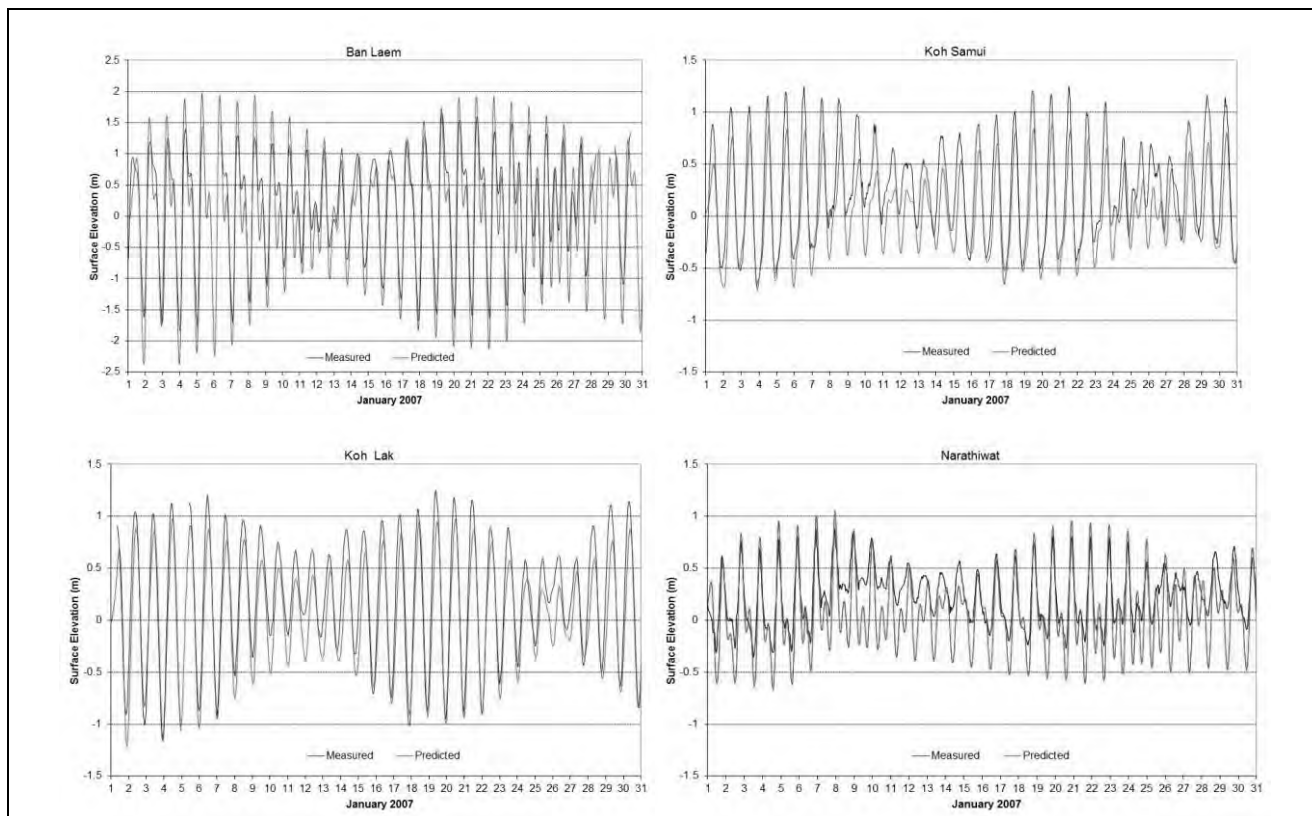 Ban Laem
2.5
2
1.5
1
0.5
0
-0.5
-1
-1.5
-2
-2.5
Surface Elevation (m)
Measured Predicted
1 2 3 4 5 6 7 8 9 10 11 12 13 14 15 16 17 18 19 20 21 22 23 24 25 26 27 28 29 30 31
January 2007
Koh Samui
1.5
1
0.5
0
-0.5
-1
-1.5
Surface Elevation (m)
Measured Predicted
1 2 3 4 5 6 7 8 9 10 11 12 13 14 15 16 17 18 19 20 21 22 23 24 25 26 27 28 29 30 31
January 2007
Koh Lak
1.5
1
0.5
0
-0.5
-1
-1.5
Surface Elevation (m)
Measured Predicted
1 2 3 4 5 6 7 8 9 10 11 12 13 14 15 16 17 18 19 20 21 22 23 24 25 26 27 28 29 30 31
January 2007
Narathiwat
1.5
1
0.5
0
-0.5
-1
-1.5
Surface Elevation (m)
Measured Predicted
1 2 3 4 5 6 7 8 9 10 11 12 13 14 15 16 17 18 19 20 21 22 23 24 25 26 27 28 29 30 31
January 2007